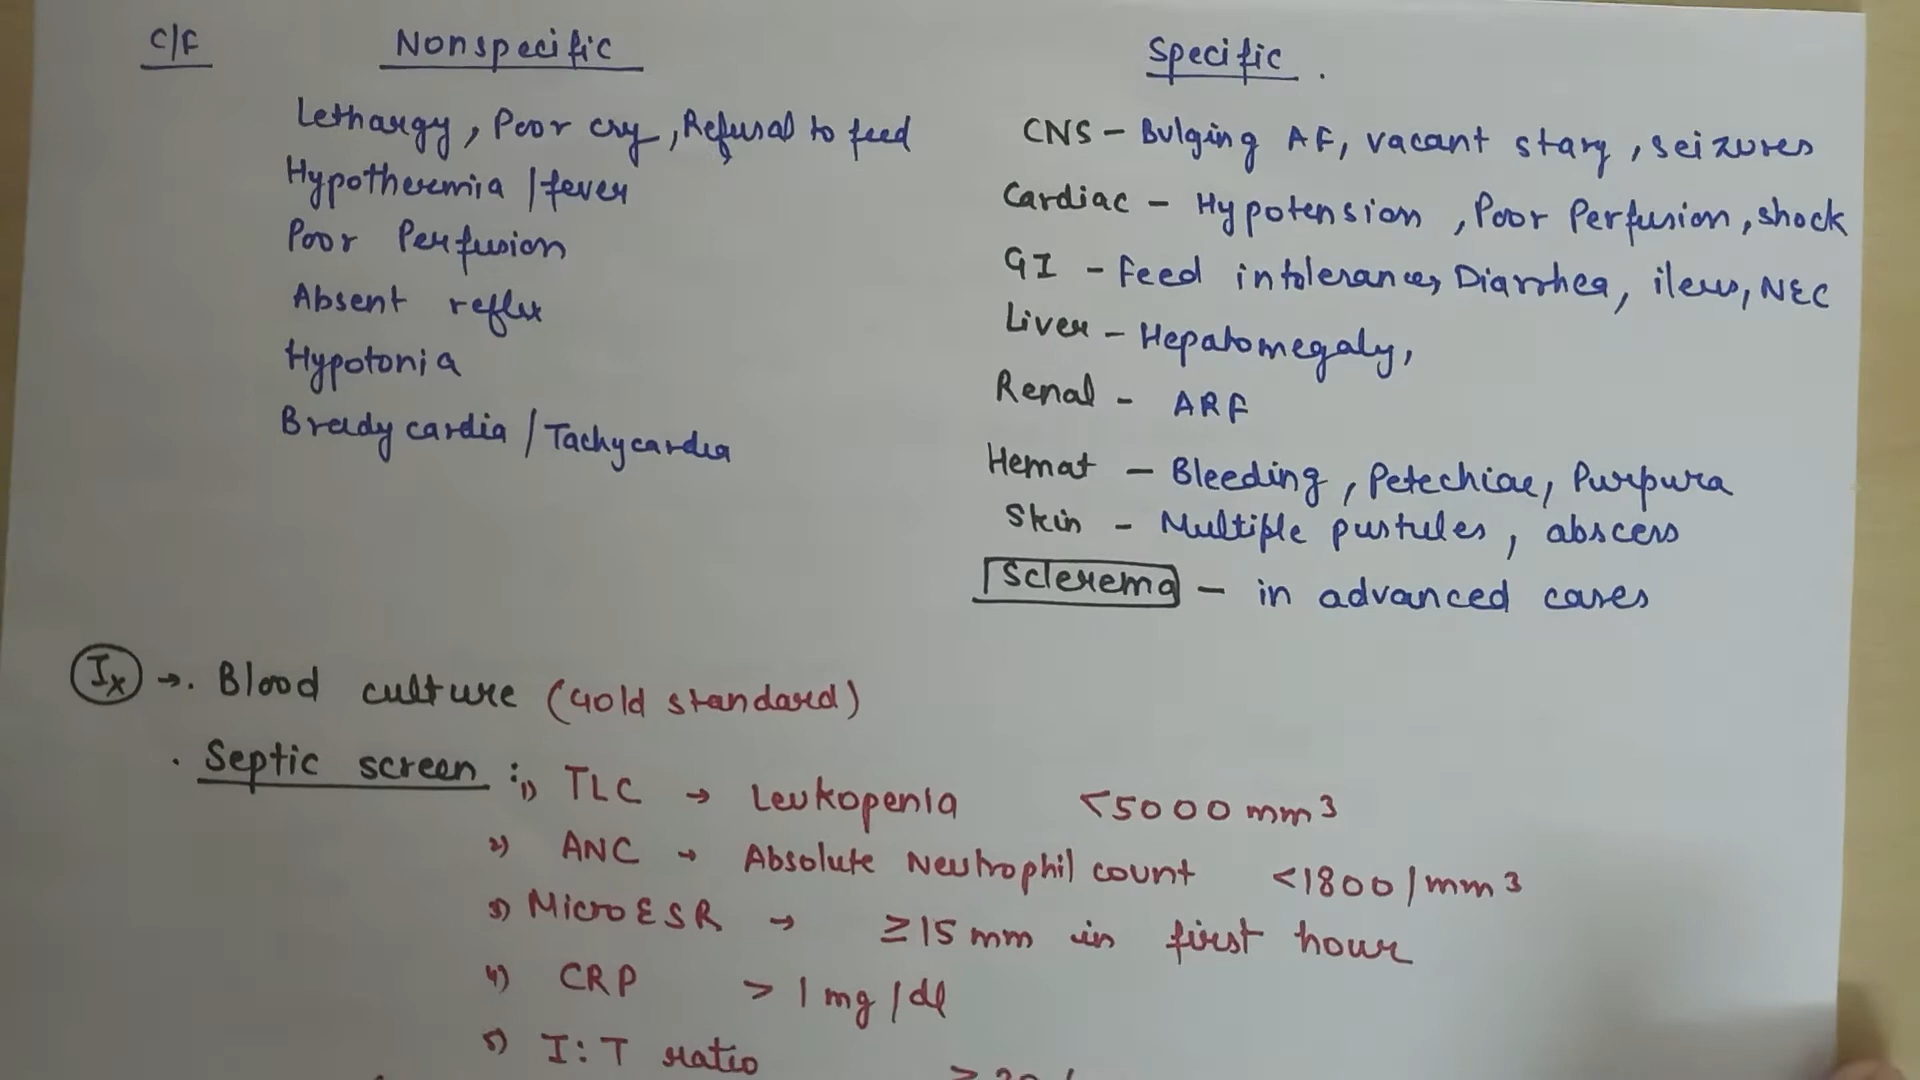 C/F Nonspecific
Lethargy, Poor cry, Refusal to feed
Hypothermia / fever
Poor Perfusion
Absent reflex
Hypotonia
Bradycardia / Tachycardia
Specific.
CNS - Bulging AF, vacant stary, seizures
Cardiac - Hypotension, Poor Perfusion, shock
GI - Feed intolerance, Diarrhea, ileus, NEC
Liver - Hepatomegaly,
Renal - ARF
Hemat - Bleeding, Petechiae, Purpura
Skin - Multiple pustules, abscess
Sclerema - in advanced cases
Ix →. Blood culture (Gold standard)
. Septic screen : 1) TLC → Leukopenia <5000 mm3
2) ANC → Absolute Neutrophil count <1800/mm3
3) MicroESR → ≥15 mm in first hour
4) CRP > 1 mg/dl
5) I:T ratio